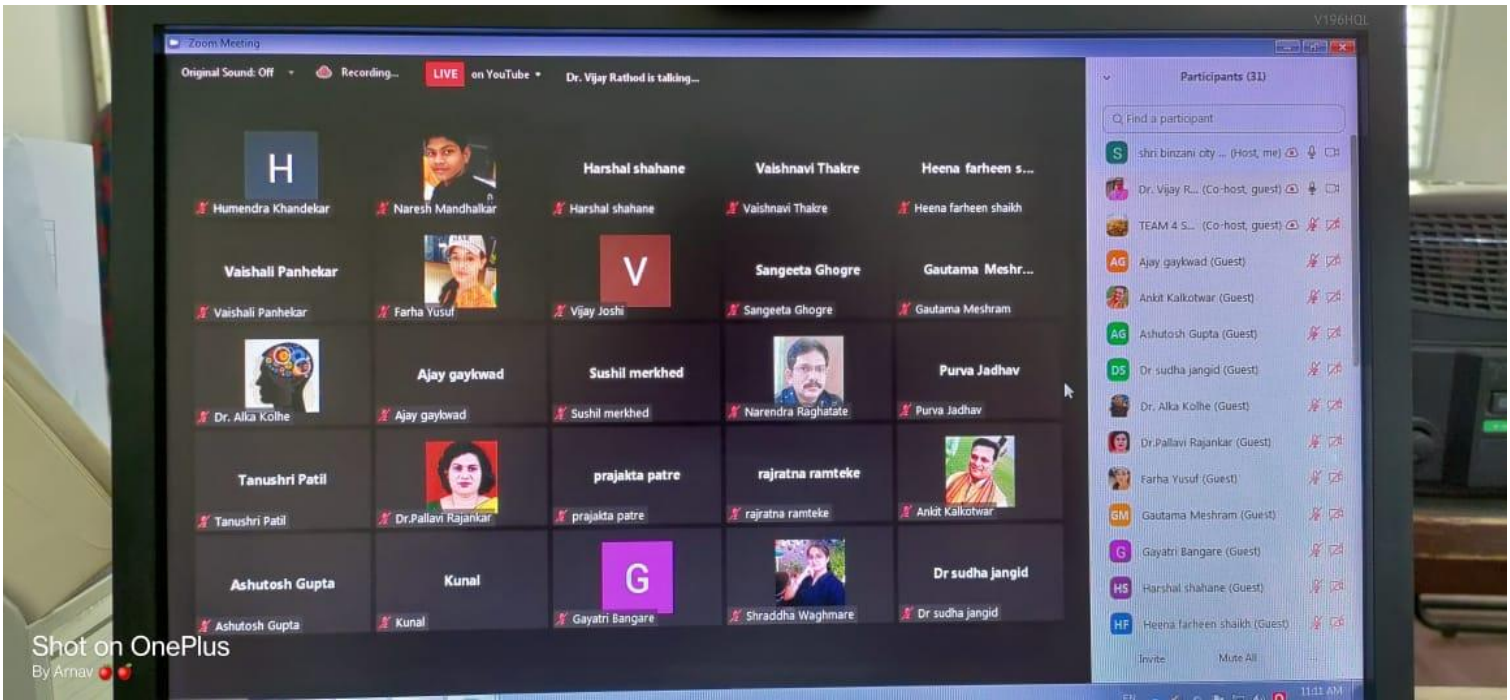 V196HQL
Zoom Meeting
Original Sound: Off
Recording...
LIVE on YouTube
Dr. Vijay Rathod is talking...
H
Humendra Khandekar
Naresh Mandhalkar
Harshal shahane
Harshal shahane
Vaishnavi Thakre
Vaishnavi Thakre
Heena farheen s...
Heena farheen shaikh
Vaishali Panhekar
Vaishali Panhekar
Farha Yusuf
V
Vijay Joshi
Sangeeta Ghogre
Sangeeta Ghogre
Gautama Meshr...
Gautama Meshram
Dr. Alka Kolhe
Ajay gaykwad
Ajay gaykwad
Sushil merkhed
Sushil merkhed
Narendra Raghatate
Purva Jadhav
Purva Jadhav
Tanushri Patil
Tanushri Patil
Dr.Pallavi Rajankar
prajakta patre
prajakta patre
rajratna ramteke
rajratna ramteke
Ankit Kalkotwar
Ashutosh Gupta
Ashutosh Gupta
Kunal
Kunal
G
Gayatri Bangare
Shraddha Waghmare
Dr sudha jangid
Dr sudha jangid
Participants (31)
Find a participant
S shri binzani city ... (Host, me)
Dr. Vijay R... (Co-host, guest)
TEAM 4 S... (Co-host, guest)
AG Ajay gaykwad (Guest)
Ankit Kalkotwar (Guest)
AG Ashutosh Gupta (Guest)
DS Dr sudha jangid (Guest)
Dr. Alka Kolhe (Guest)
Dr.Pallavi Rajankar (Guest)
Farha Yusuf (Guest)
GM Gautama Meshram (Guest)
G Gayatri Bangare (Guest)
HS Harshal shahane (Guest)
HF Heena farheen shaikh (Guest)
Invite Mute All ...
EN 11:11 AM
Shot on OnePlus
By Arnav 🍎🍎